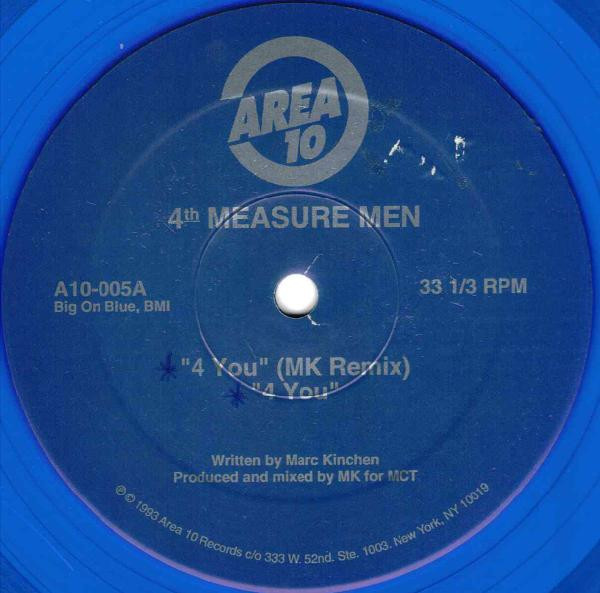 AREA
10
4th MEASURE MEN
A10-005A
Big On Blue, BMI
33 1/3 RPM
"4 You" (MK Remix)
"4 You"
Written by Marc Kinchen
Produced and mixed by MK for MCT
℗ © 1993 Area 10 Records c/o 333 W. 52nd. Ste. 1003. New York, NY 10019